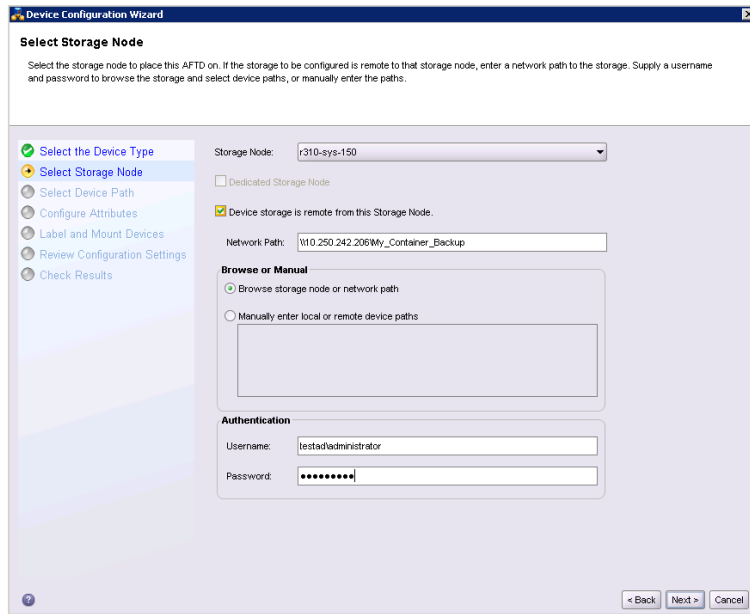 Device Configuration Wizard
Select Storage Node
Select the storage node to place this AFTD on. If the storage to be configured is remote to that storage node, enter a network path to the storage. Supply a username
and password to browse the storage and select device paths, or manually enter the paths.
Select the Device Type
Select Storage Node
Select Device Path
Configure Attributes
Label and Mount Devices
Review Configuration Settings
Check Results
Storage Node: r310-sys-150
Dedicated Storage Node
Device storage is remote from this Storage Node.
Network Path: \\10.250.242.206\My_Container_Backup
Browse or Manual
Browse storage node or network path
Manually enter local or remote device paths
Authentication
Username: testad\administrator
Password: ●●●●●●●●●
? < Back Next > Cancel